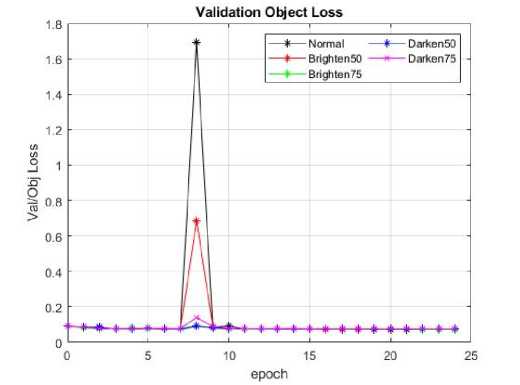 Validation Object Loss
Normal
Brighten50
Brighten75
Darken50
Darken75
Val/Obj Loss
1.8
1.6
1.4
1.2
1
0.8
0.6
0.4
0.2
0
0 5 10 15 20 25
epoch